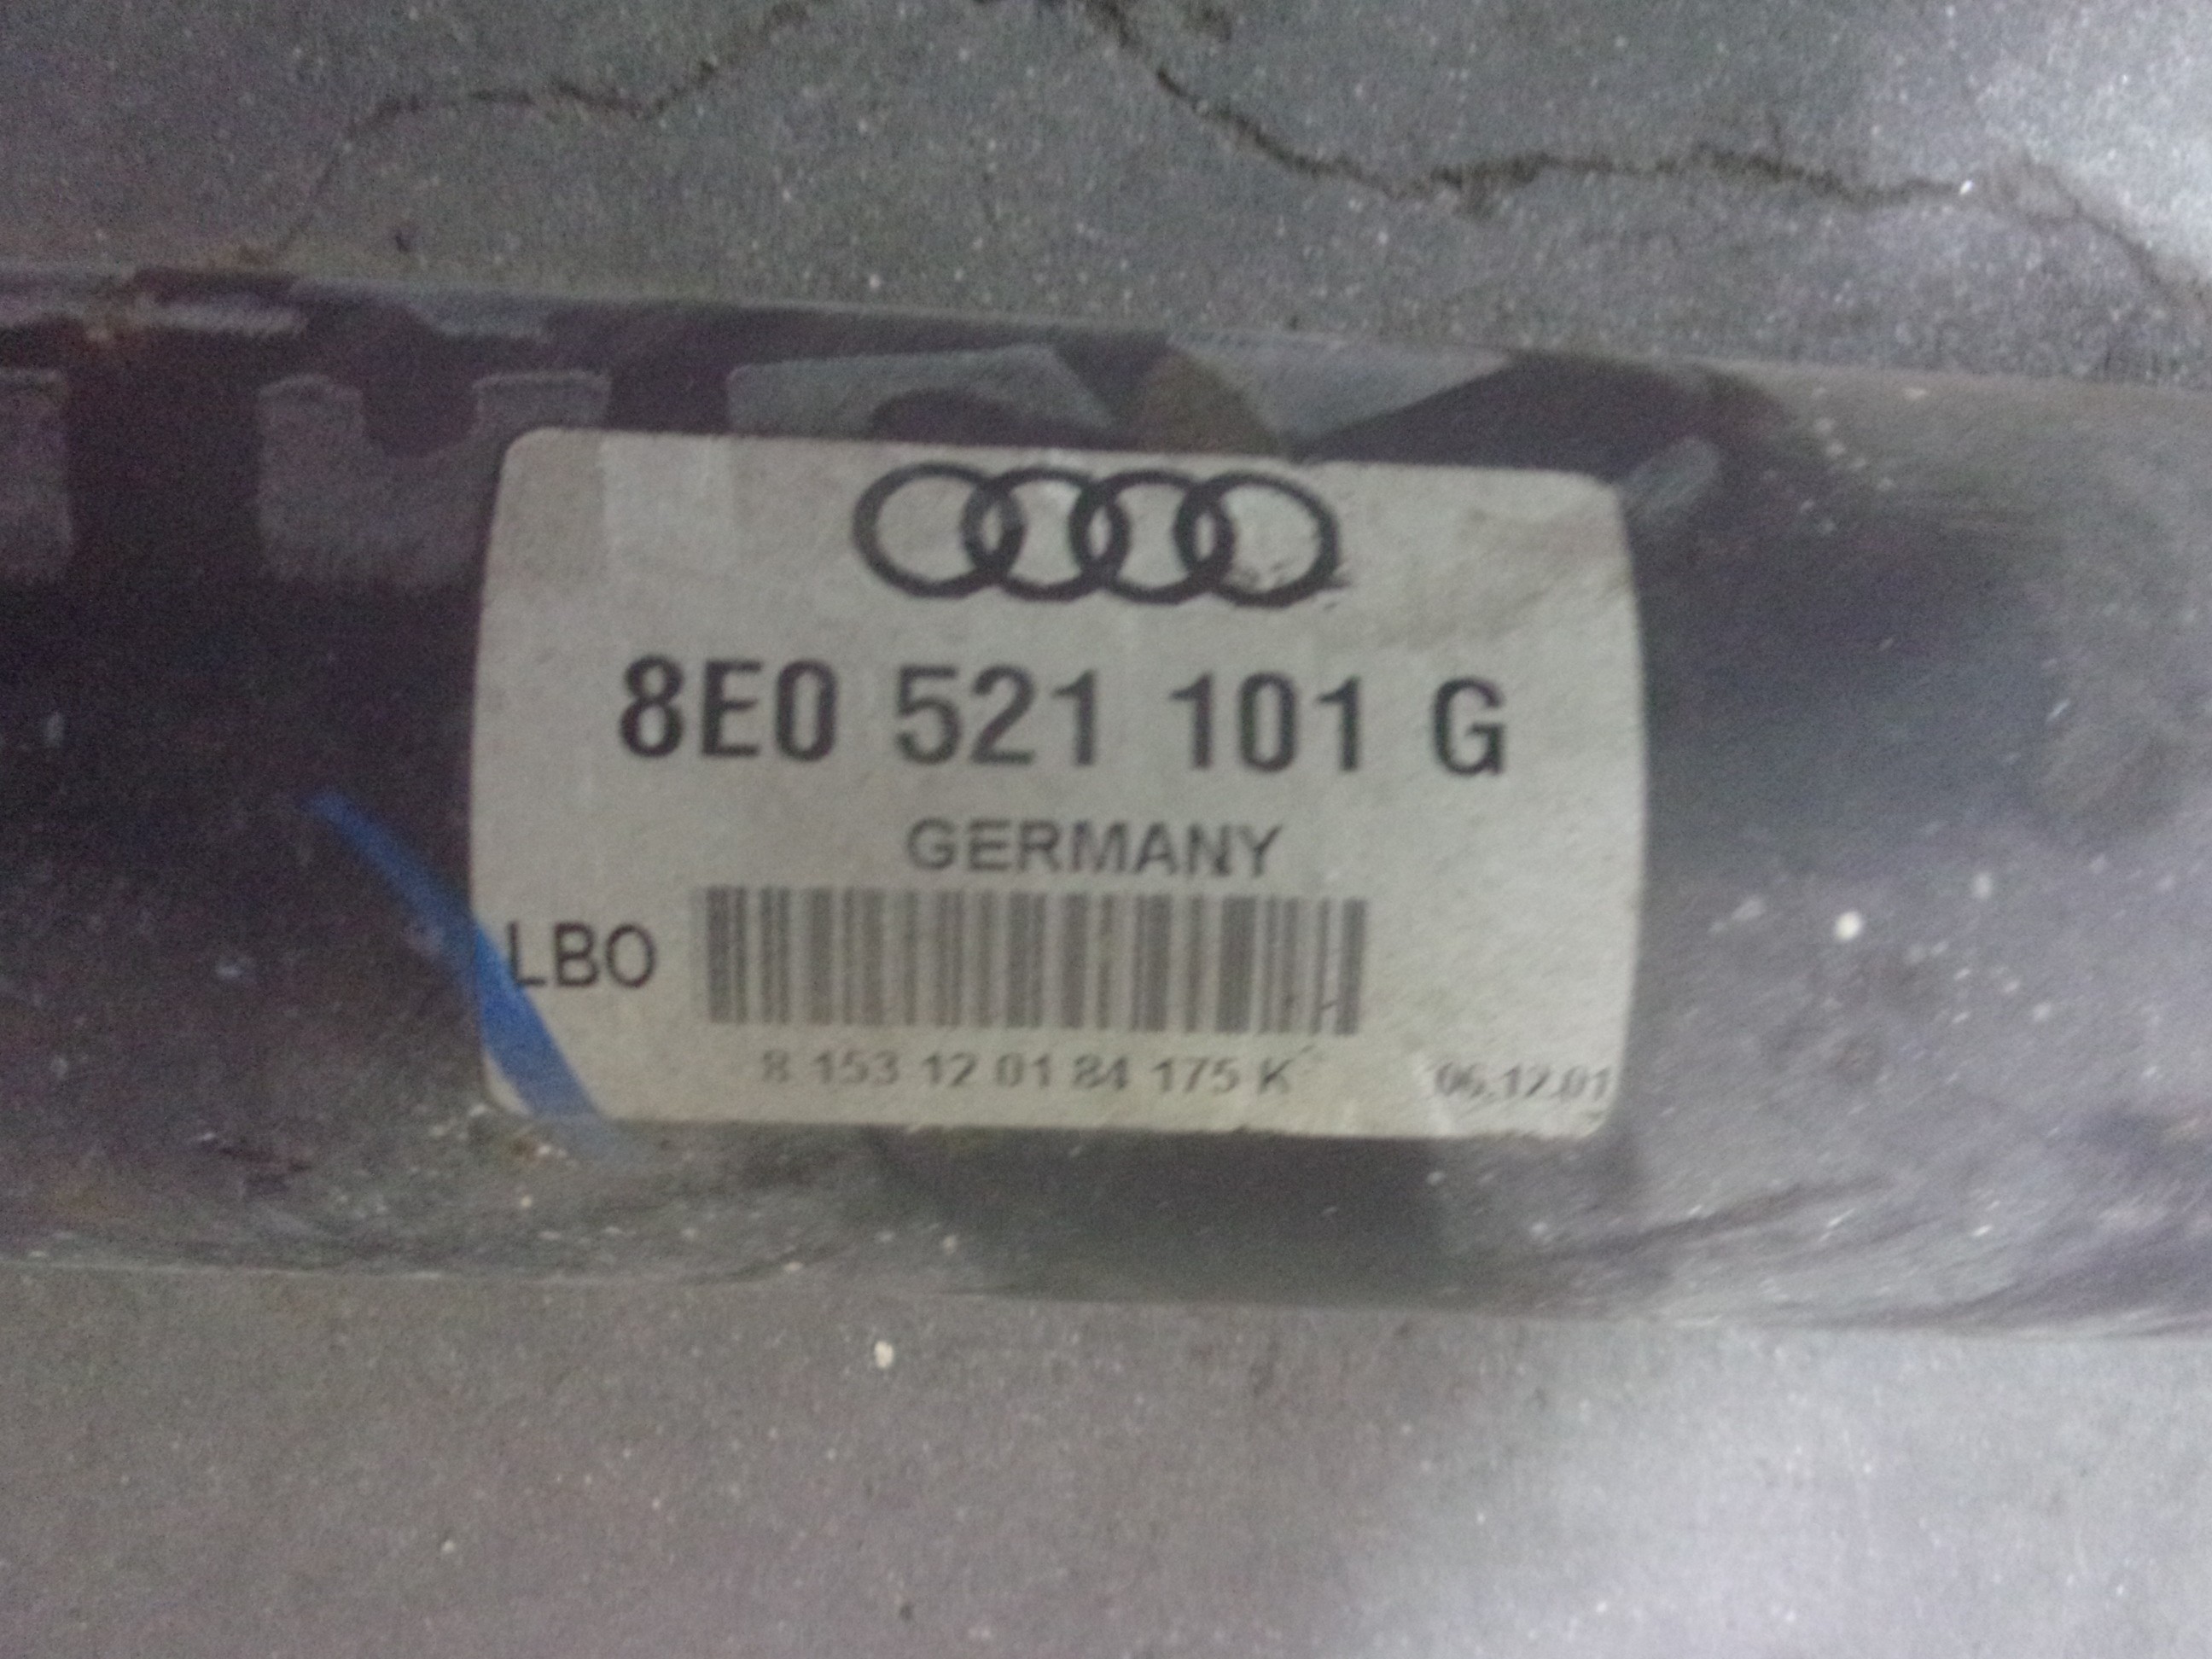 8E0 521 101 G
GERMANY
LBO
8 153 12 01 84 175 K 06.12.01